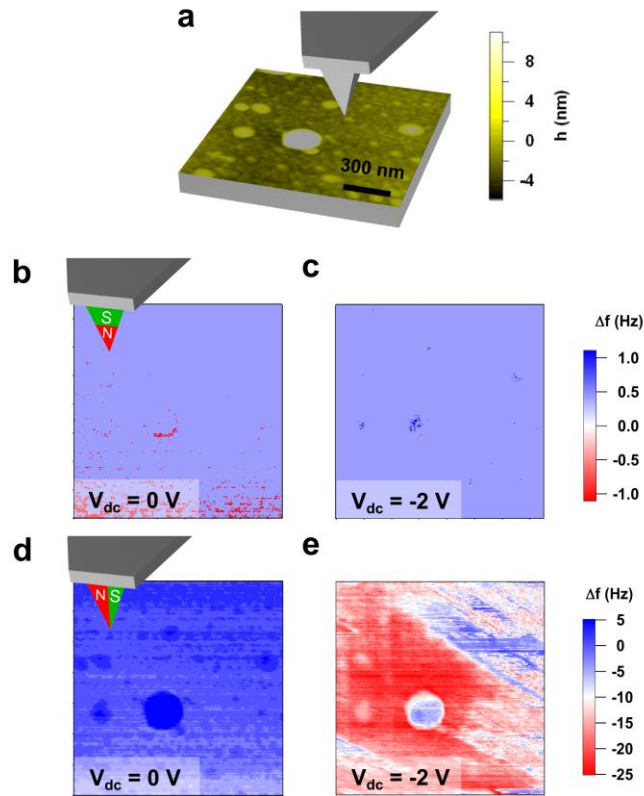 a
8
4
0
-4
h (nm)
300 nm
b
c
S
N
V_dc = 0 V
V_dc = -2 V
Δf (Hz)
1.0
0.5
0.0
-0.5
-1.0
d
e
N S
V_dc = 0 V
V_dc = -2 V
Δf (Hz)
5
0
-5
-10
-15
-20
-25